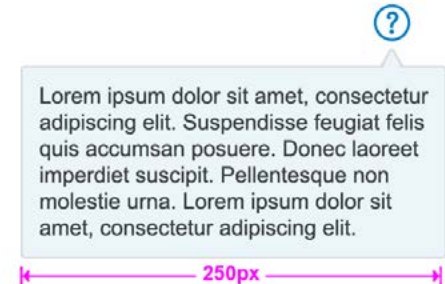 ?
Lorem ipsum dolor sit amet, consectetur
adipiscing elit. Suspendisse feugiat felis
quis accumsan posuere. Donec laoreet
imperdiet suscipit. Pellentesque non
molestie urna. Lorem ipsum dolor sit
amet, consectetur adipiscing elit.
250px